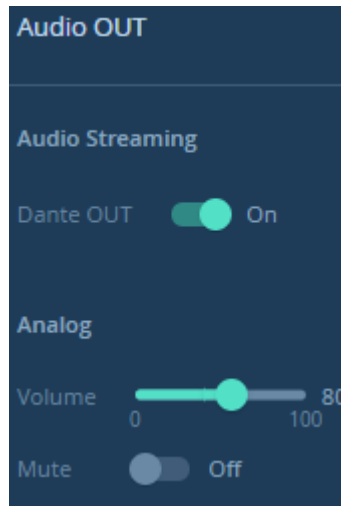 Audio OUT
Audio Streaming
Dante OUT On
Analog
Volume 80
0 100
Mute Off